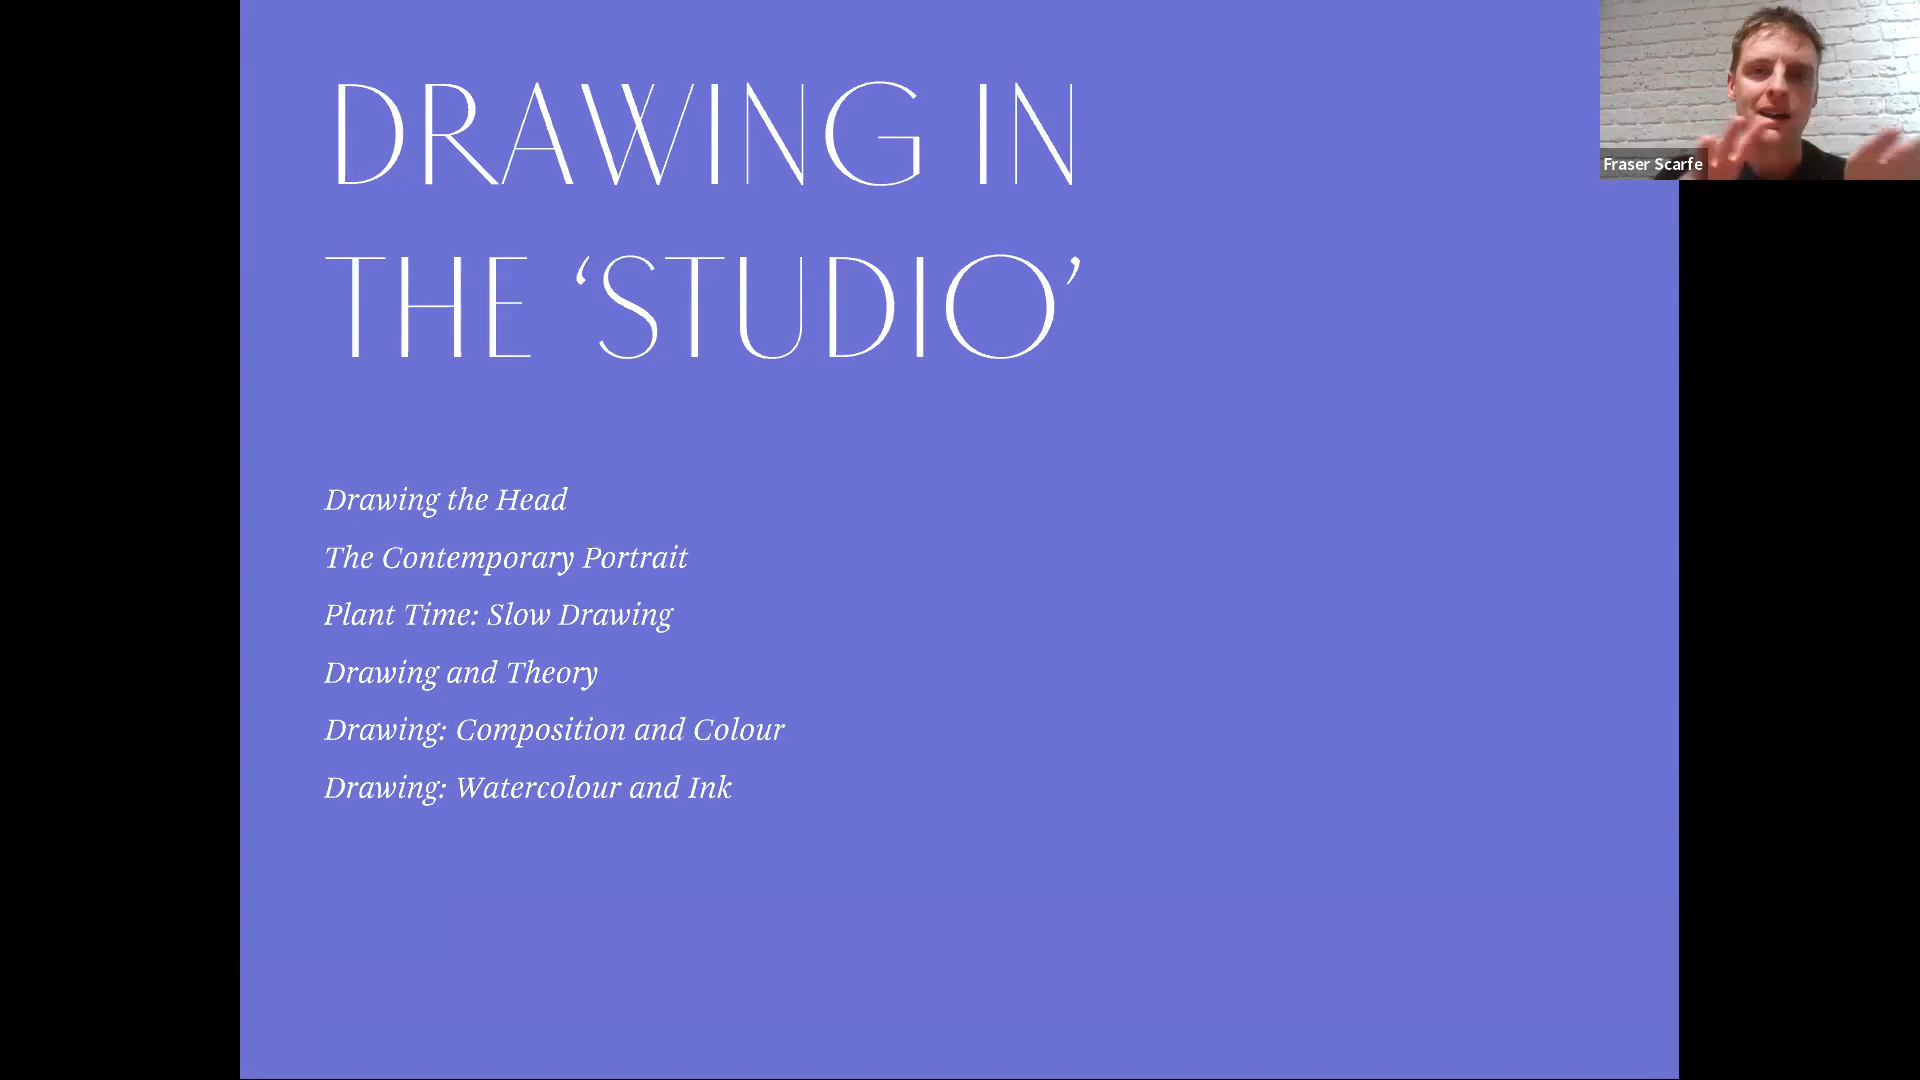 DRAWING IN
THE ‘STUDIO’
Drawing the Head
The Contemporary Portrait
Plant Time: Slow Drawing
Drawing and Theory
Drawing: Composition and Colour
Drawing: Watercolour and Ink
Fraser Scarfe